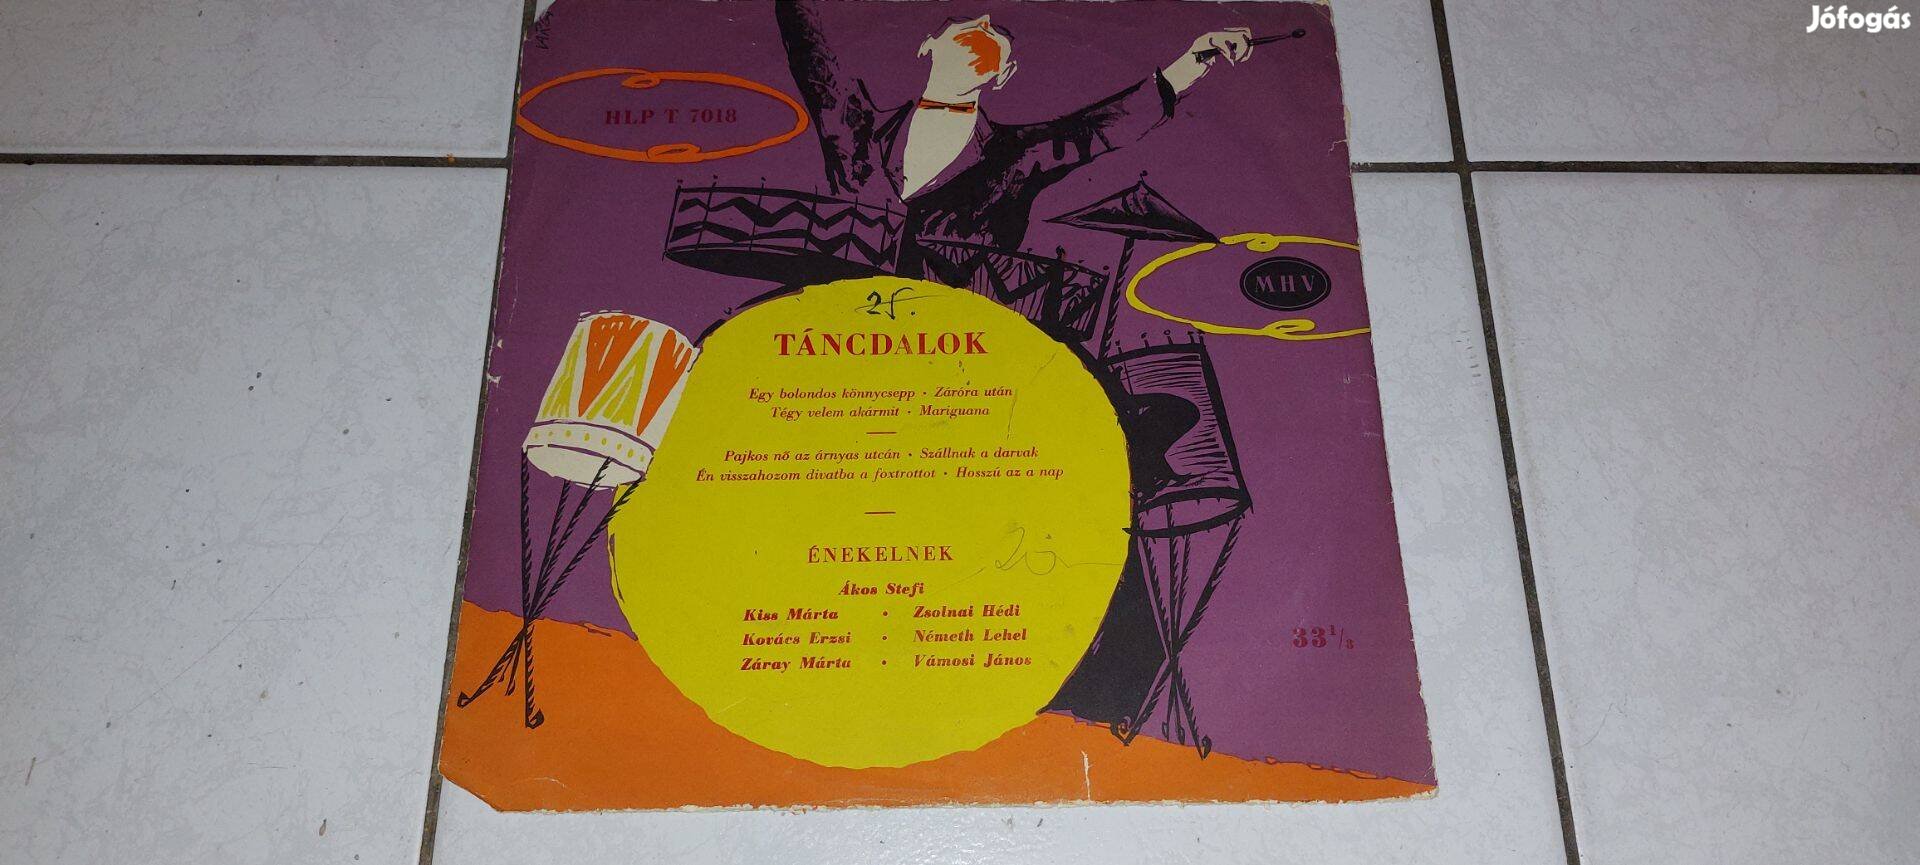 Jófogás
HLP T 7018
MHV
25.
TÁNCDALOK
Egy bolondos könnycsepp · Záróra után
Tégy velem akármit · Mariguana
Pajkos nő az árnyas utcán · Szállnak a darvak
Én visszahozom divatba a foxtrottot · Hosszú az a nap
ÉNEKELNEK
Ákos Stefi
Kiss Márta · Zsolnai Hédi
Kovács Erzsi · Németh Lehel
Záray Márta · Vámosi János
33 1/3